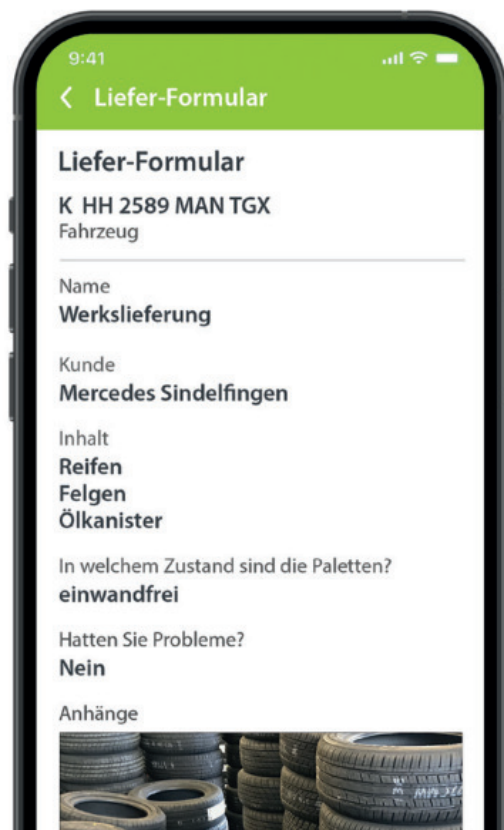 9:41
Liefer-Formular
Liefer-Formular
K HH 2589 MAN TGX
Fahrzeug
Name
Werkslieferung
Kunde
Mercedes Sindelfingen
Inhalt
Reifen
Felgen
Ölkanister
In welchem Zustand sind die Paletten?
einwandfrei
Hatten Sie Probleme?
Nein
Anhänge